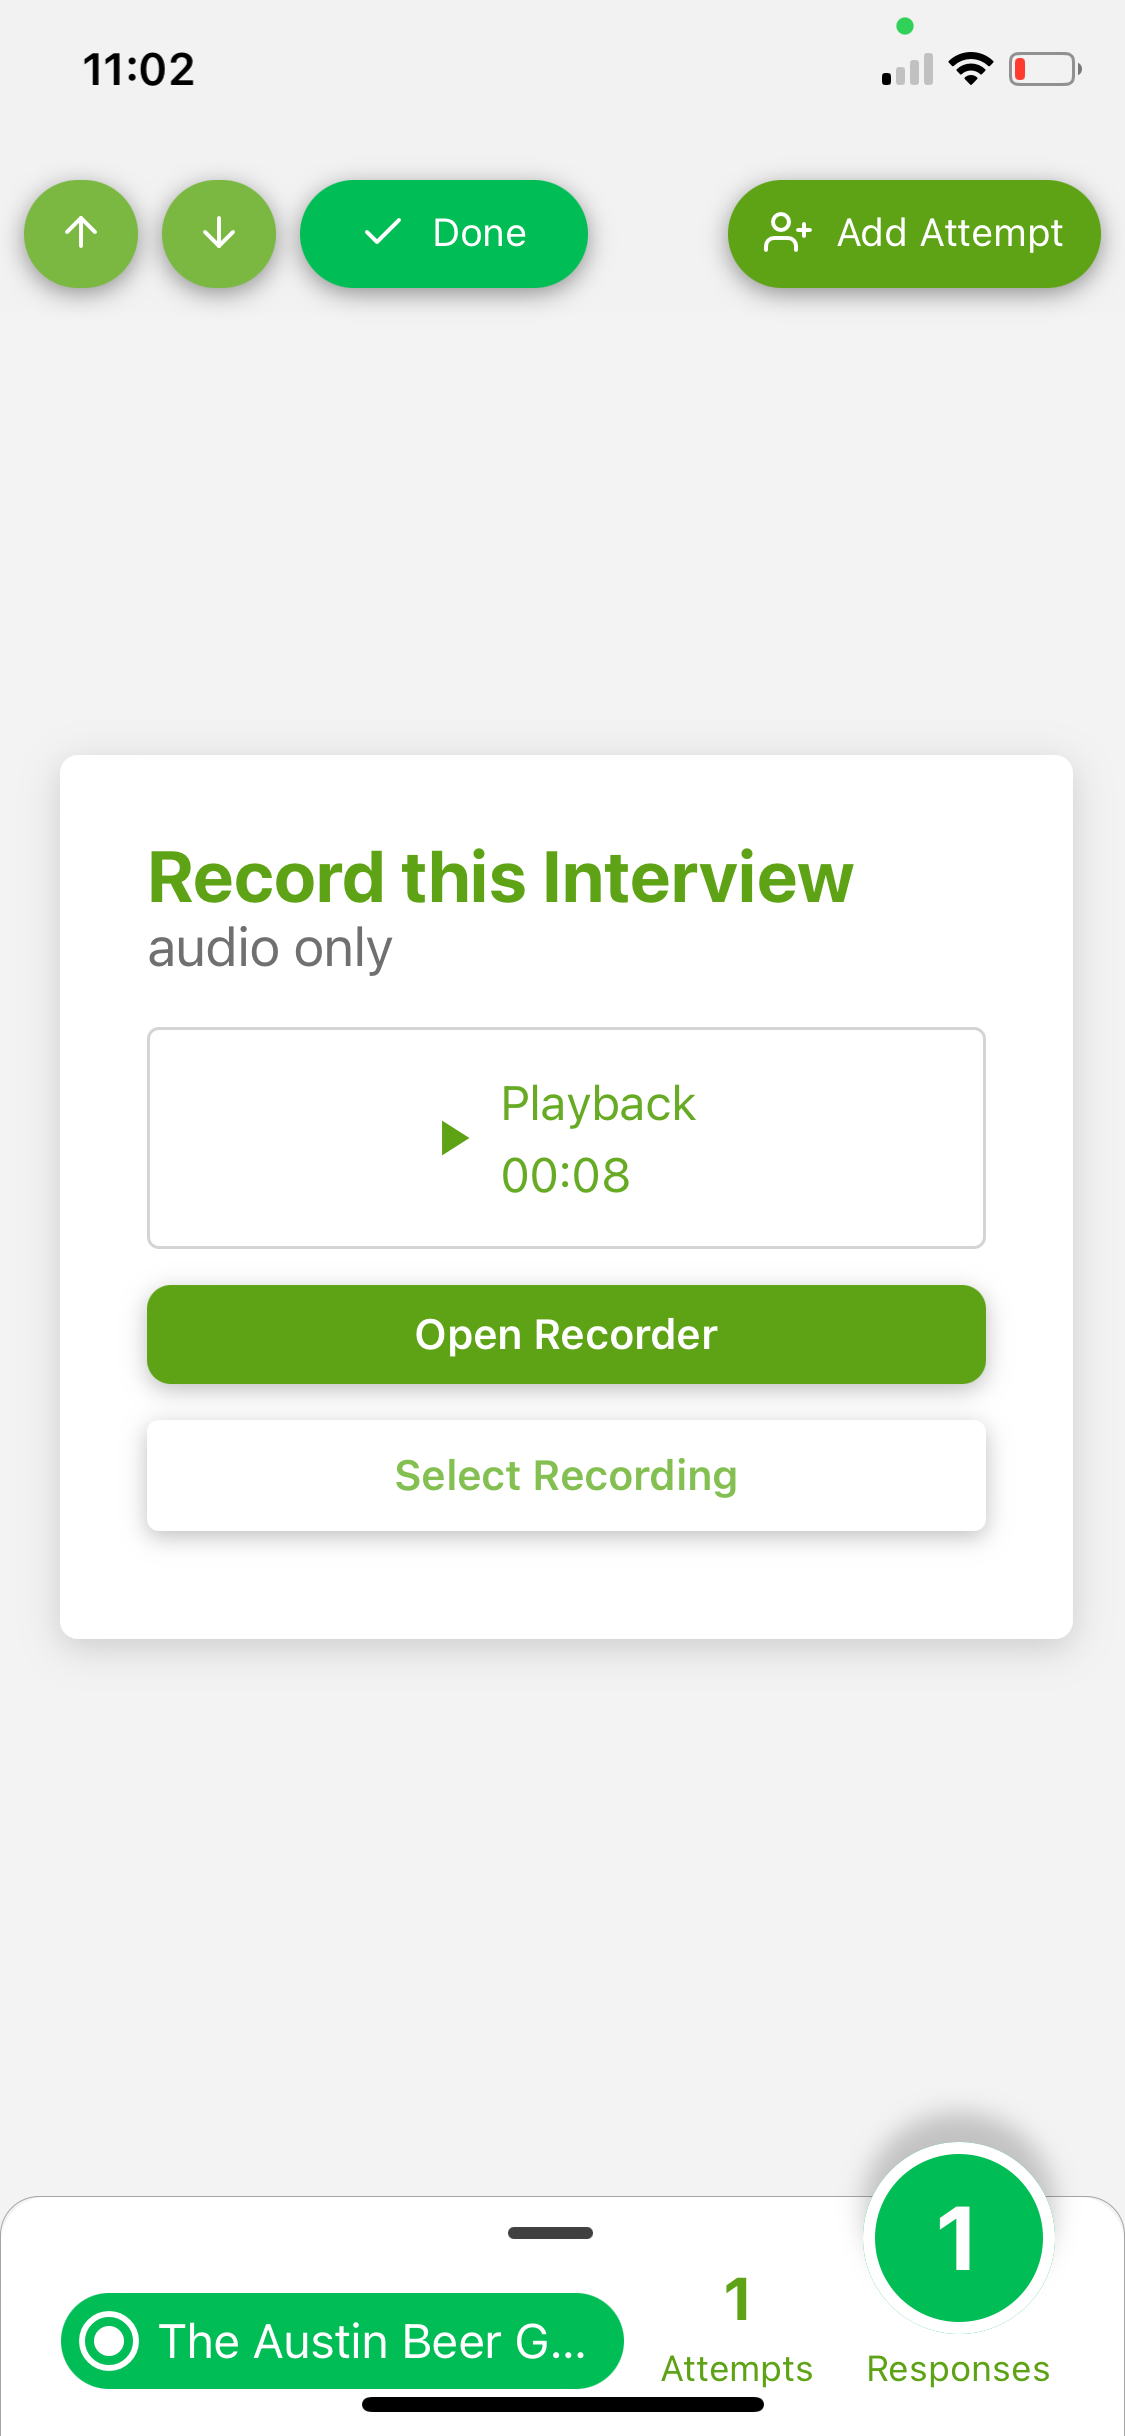 11:02
Done
Add Attempt
Record this Interview
audio only
Playback
00:08
Open Recorder
Select Recording
1
The Austin Beer G...
1
Attempts
Responses